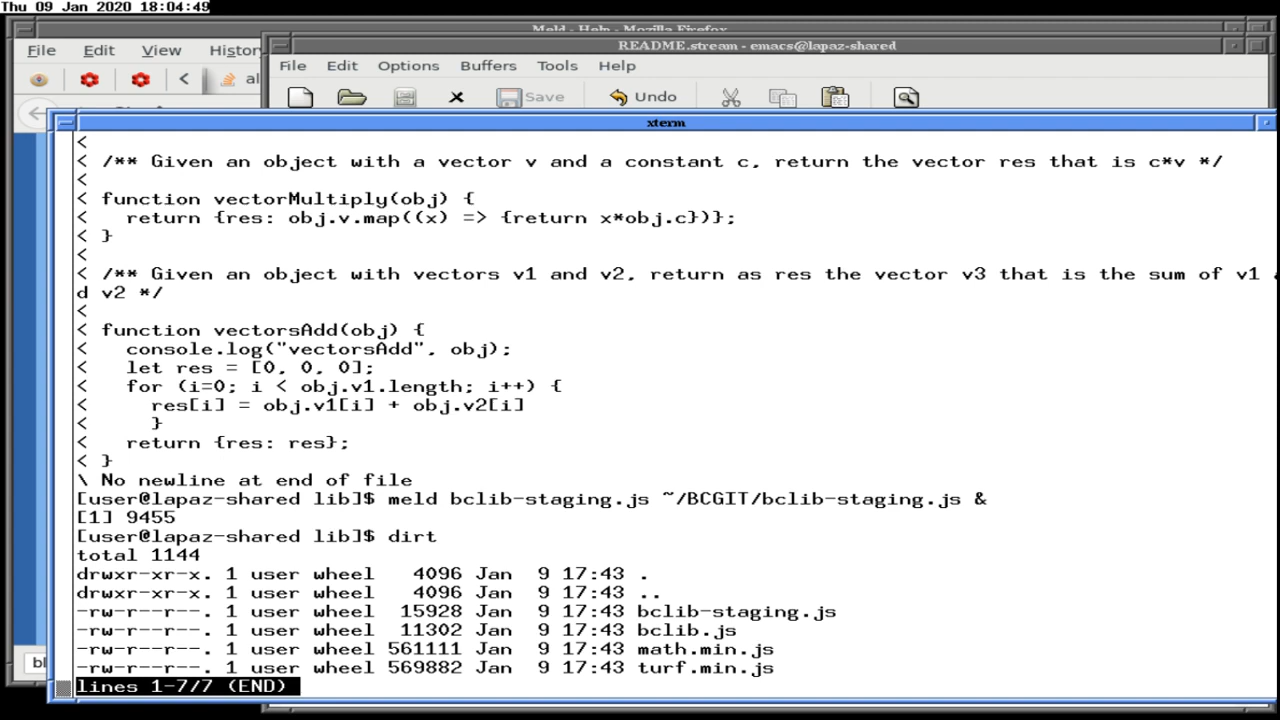 Thu 09 Jan 2020 18:04:49
Meld - Help - Mozilla Firefox
File Edit View Histor
README.stream - emacs@lapaz-shared
File Edit Options Buffers Tools Help
al
Save Undo
xterm
<
< /** Given an object with a vector v and a constant c, return the vector res that is c*v */
<
< function vectorMultiply(obj) {
<   return {res: obj.v.map((x) => {return x*obj.c})};
< }
<
< /** Given an object with vectors v1 and v2, return as res the vector v3 that is the sum of v1
d v2 */
<
< function vectorsAdd(obj) {
<   console.log("vectorsAdd", obj);
<   let res = [0, 0, 0];
<   for (i=0; i < obj.v1.length; i++) {
<     res[i] = obj.v1[i] + obj.v2[i]
<     }
<   return {res: res};
< }
\ No newline at end of file
[user@lapaz-shared lib]$ meld bclib-staging.js ~/BCGIT/bclib-staging.js &
[1] 9455
[user@lapaz-shared lib]$ dirt
total 1144
drwxr-xr-x. 1 user wheel   4096 Jan  9 17:43 .
drwxr-xr-x. 1 user wheel   4096 Jan  9 17:43 ..
-rw-r--r--. 1 user wheel  15928 Jan  9 17:43 bclib-staging.js
-rw-r--r--. 1 user wheel  11302 Jan  9 17:43 bclib.js
-rw-r--r--. 1 user wheel 561111 Jan  9 17:43 math.min.js
-rw-r--r--. 1 user wheel 569882 Jan  9 17:43 turf.min.js
bl
lines 1-7/7 (END)